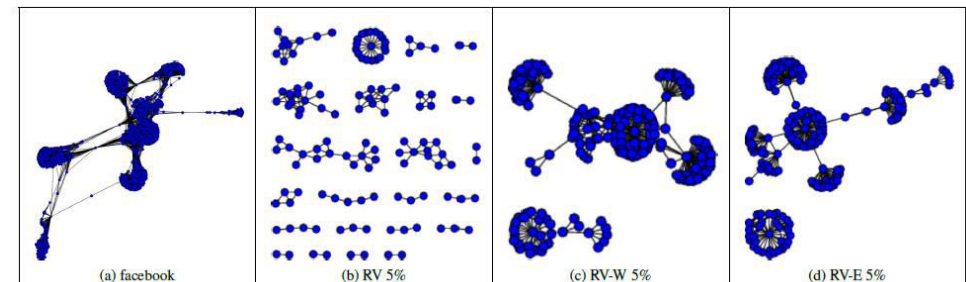 (a) facebook
(b) RV 5%
(c) RV-W 5%
(d) RV-E 5%